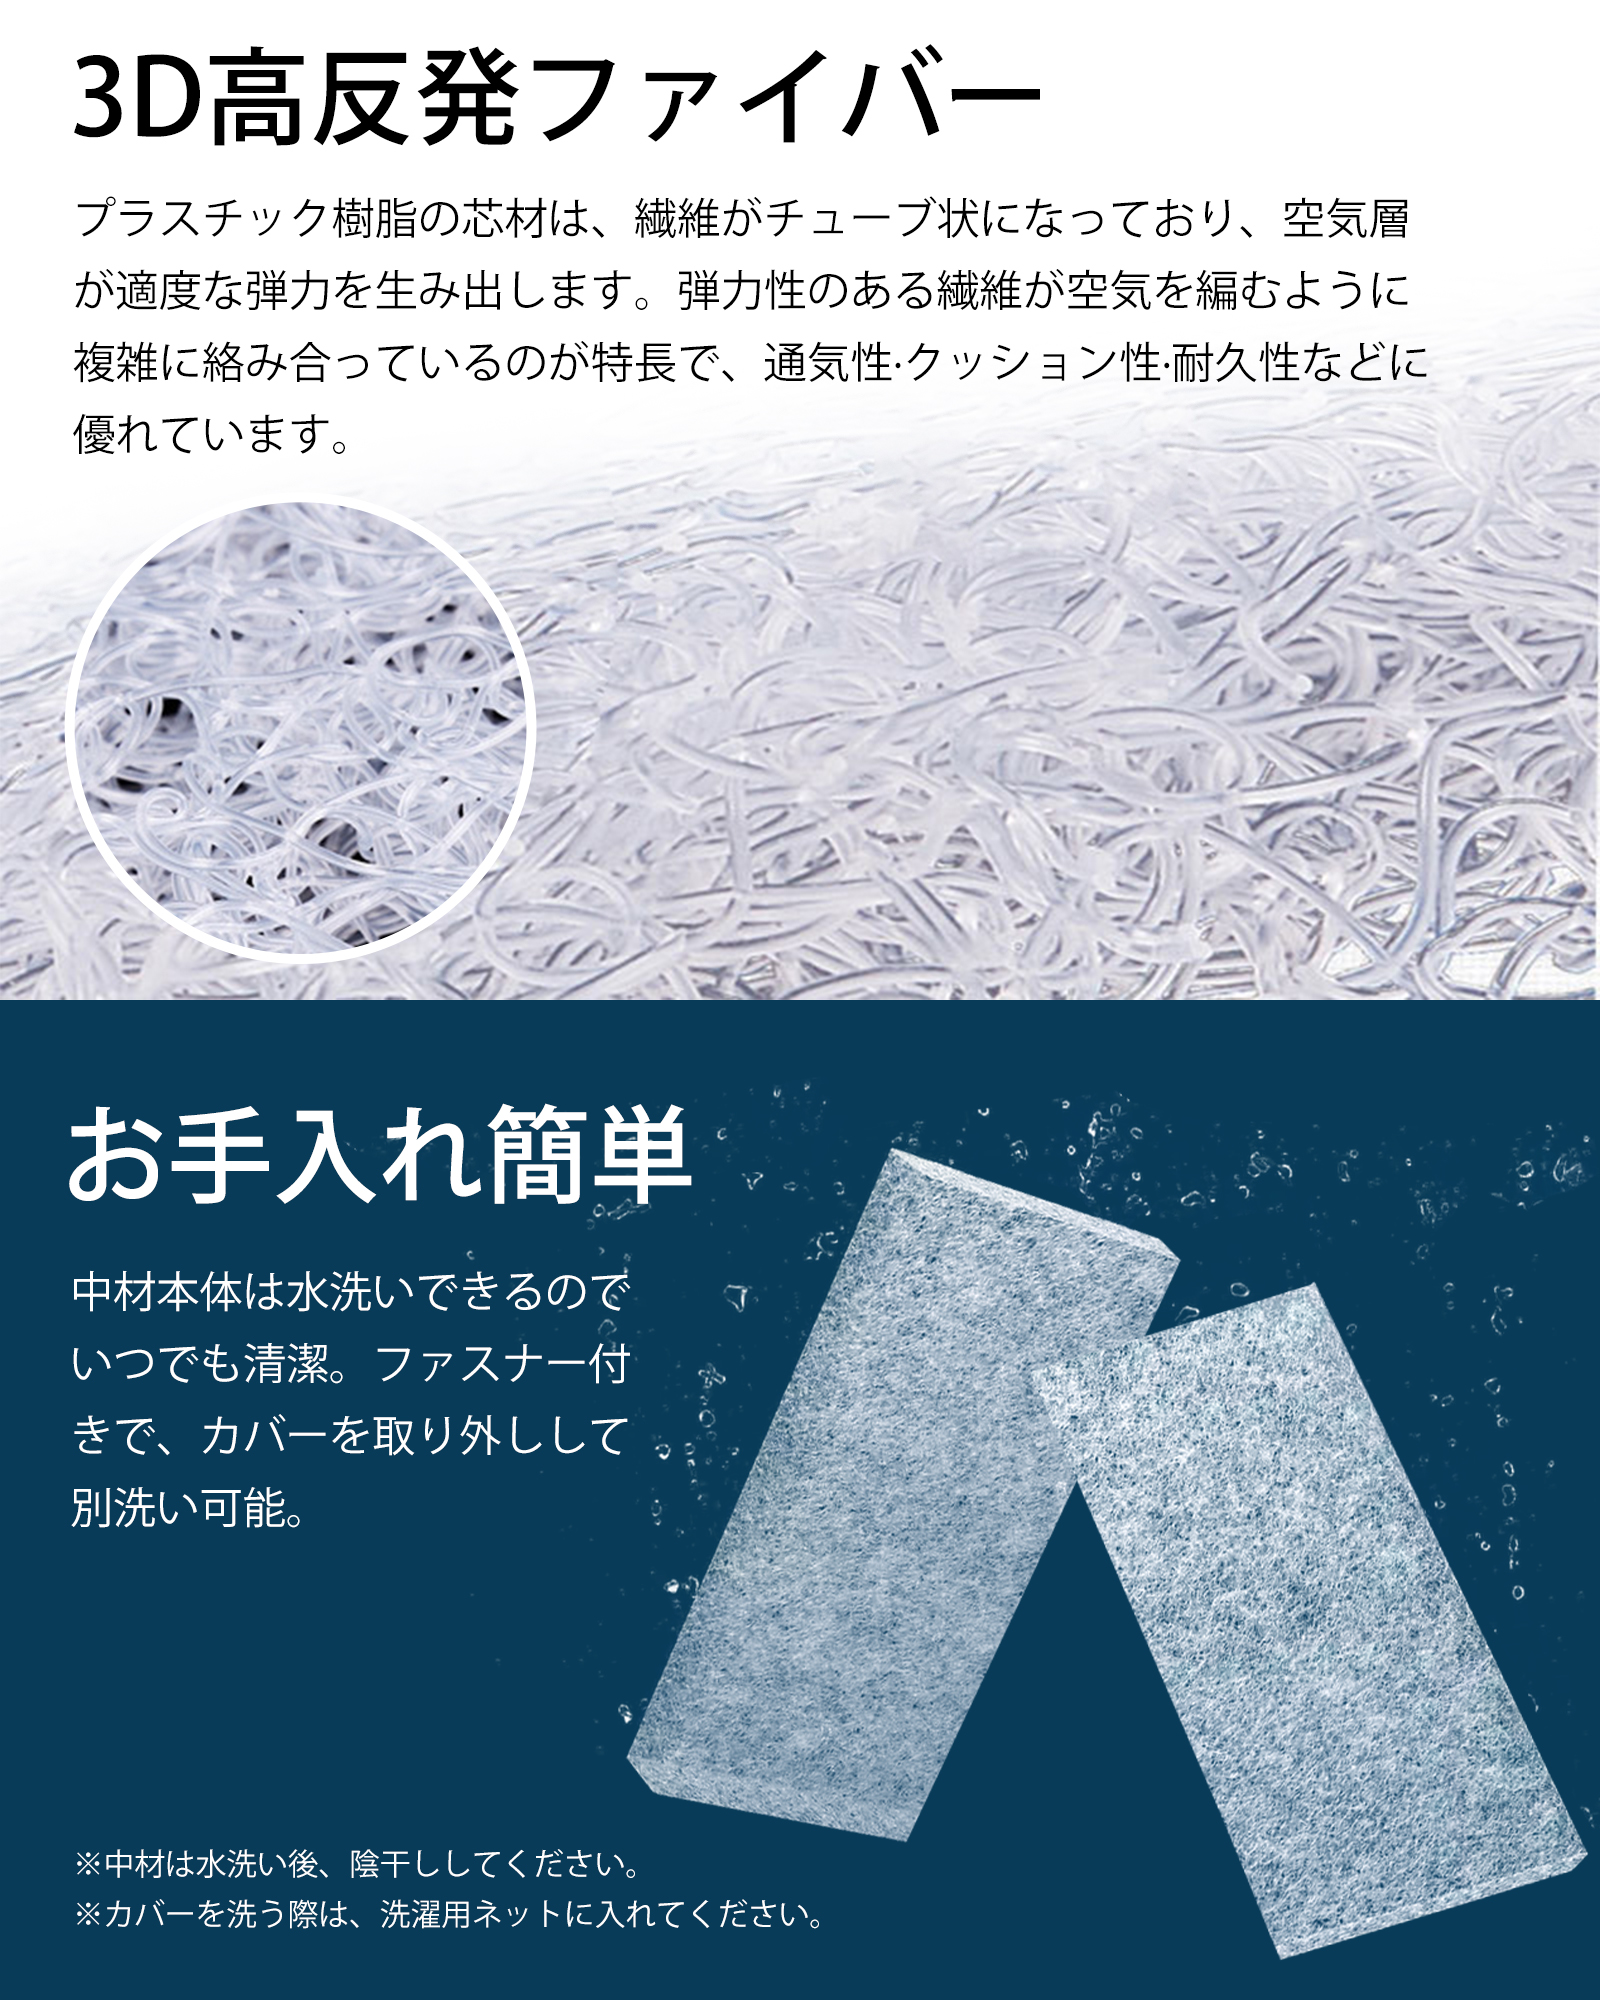 3D高反発ファイバー
プラスチック樹脂の芯材は、繊維がチューブ状になっており、空気層
が適度な弾力を生み出します。弾力性のある繊維が空気を編むように
複雑に絡み合っているのが特長で、通気性·クッション性·耐久性などに
優れています。
お手入れ簡単
中材本体は水洗いできるので
いつでも清潔。ファスナー付
きで、カバーを取り外しして
別洗い可能。
※中材は水洗い後、陰干ししてください。
※カバーを洗う際は、洗濯用ネットに入れてください。